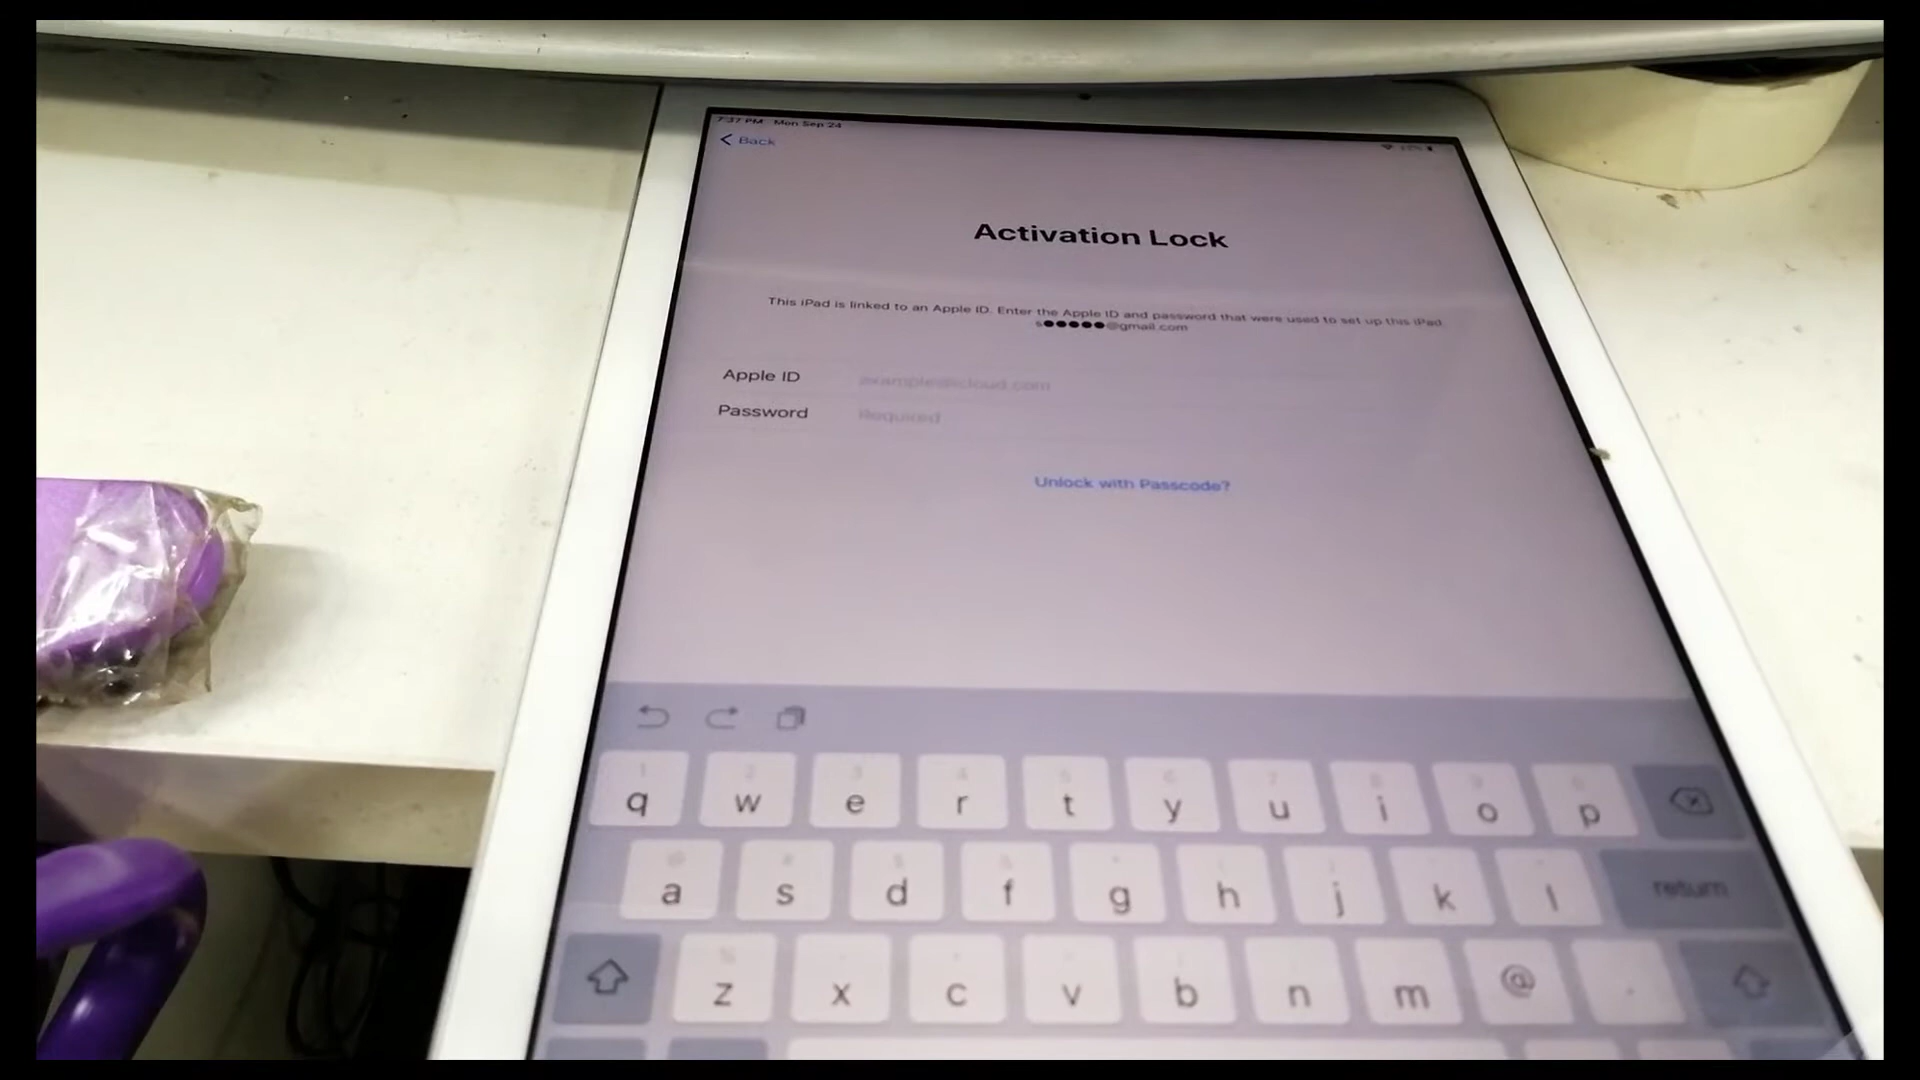 7:37 PM Mon Sep 24
Back
Activation Lock
This iPad is linked to an Apple ID. Enter the Apple ID and password that were used to set up this iPad.
s●●●●●@gmail.com
Apple ID example@icloud.com
Password Required
Unlock with Passcode?
q w e r t y u i o p
a s d f g h j k l return
z x c v b n m @ .